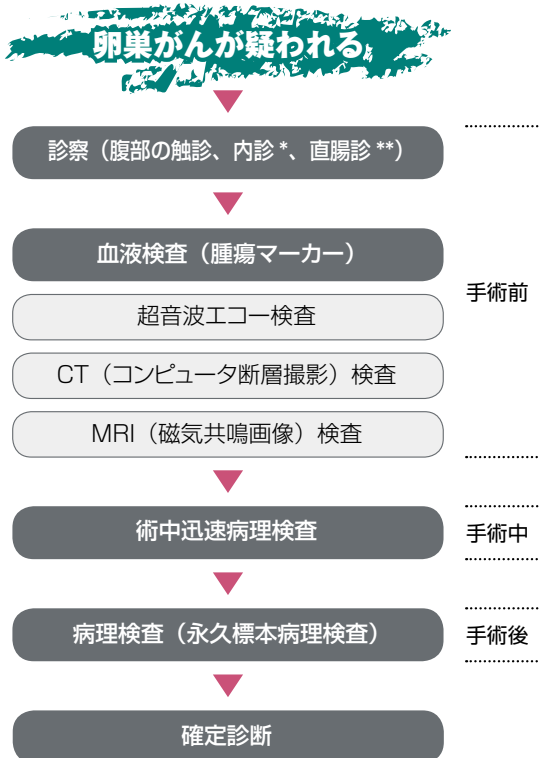 卵巣がんが疑われる
診察（腹部の触診、内診*、直腸診**）
血液検査（腫瘍マーカー）
超音波エコー検査
CT（コンピュータ断層撮影）検査
MRI（磁気共鳴画像）検査
手術前
術中迅速病理検査
手術中
病理検査（永久標本病理検査）
手術後
確定診断